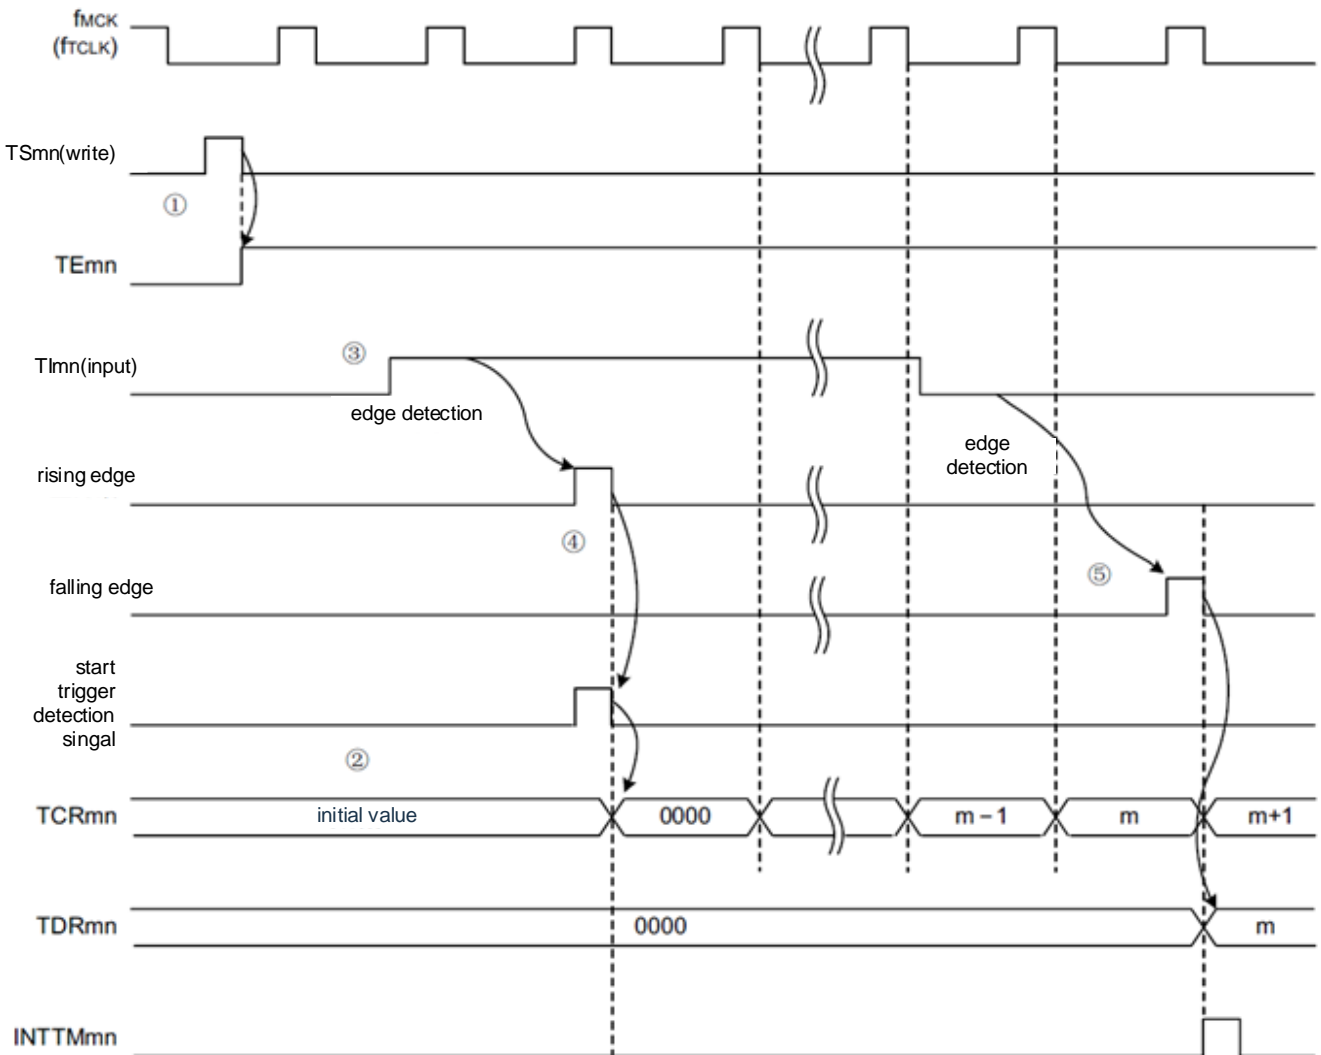 fMCK
(fTCLK)
TSmn(write)
①
TEmn
③
TImn(input)
edge detection
edge
detection
rising edge
④
⑤
falling edge
start
trigger
detection
singal
②
TCRmn
initial value
0000
m – 1
m
m+1
TDRmn
0000
m
INTTMmn